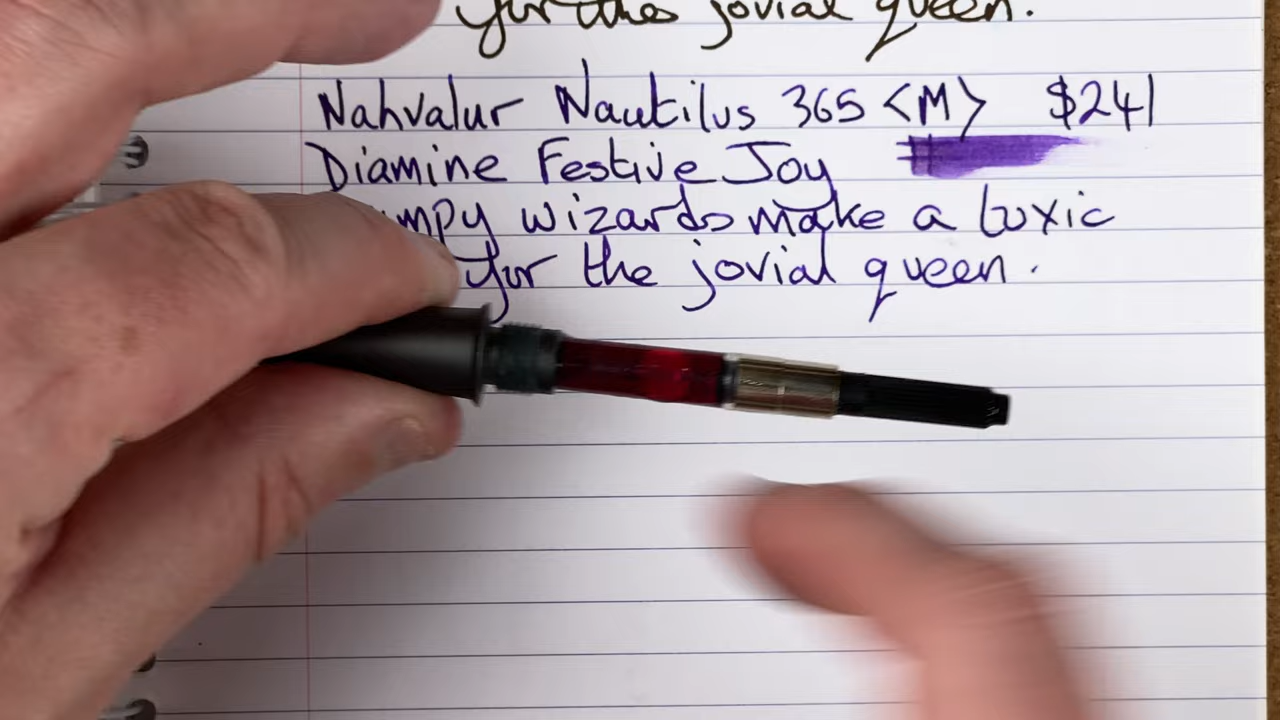 for the jovial queen.
Nahvalur Nautilus 365 <M> $241
Diamine Festive Joy
wizards make a toxic
for the jovial queen.